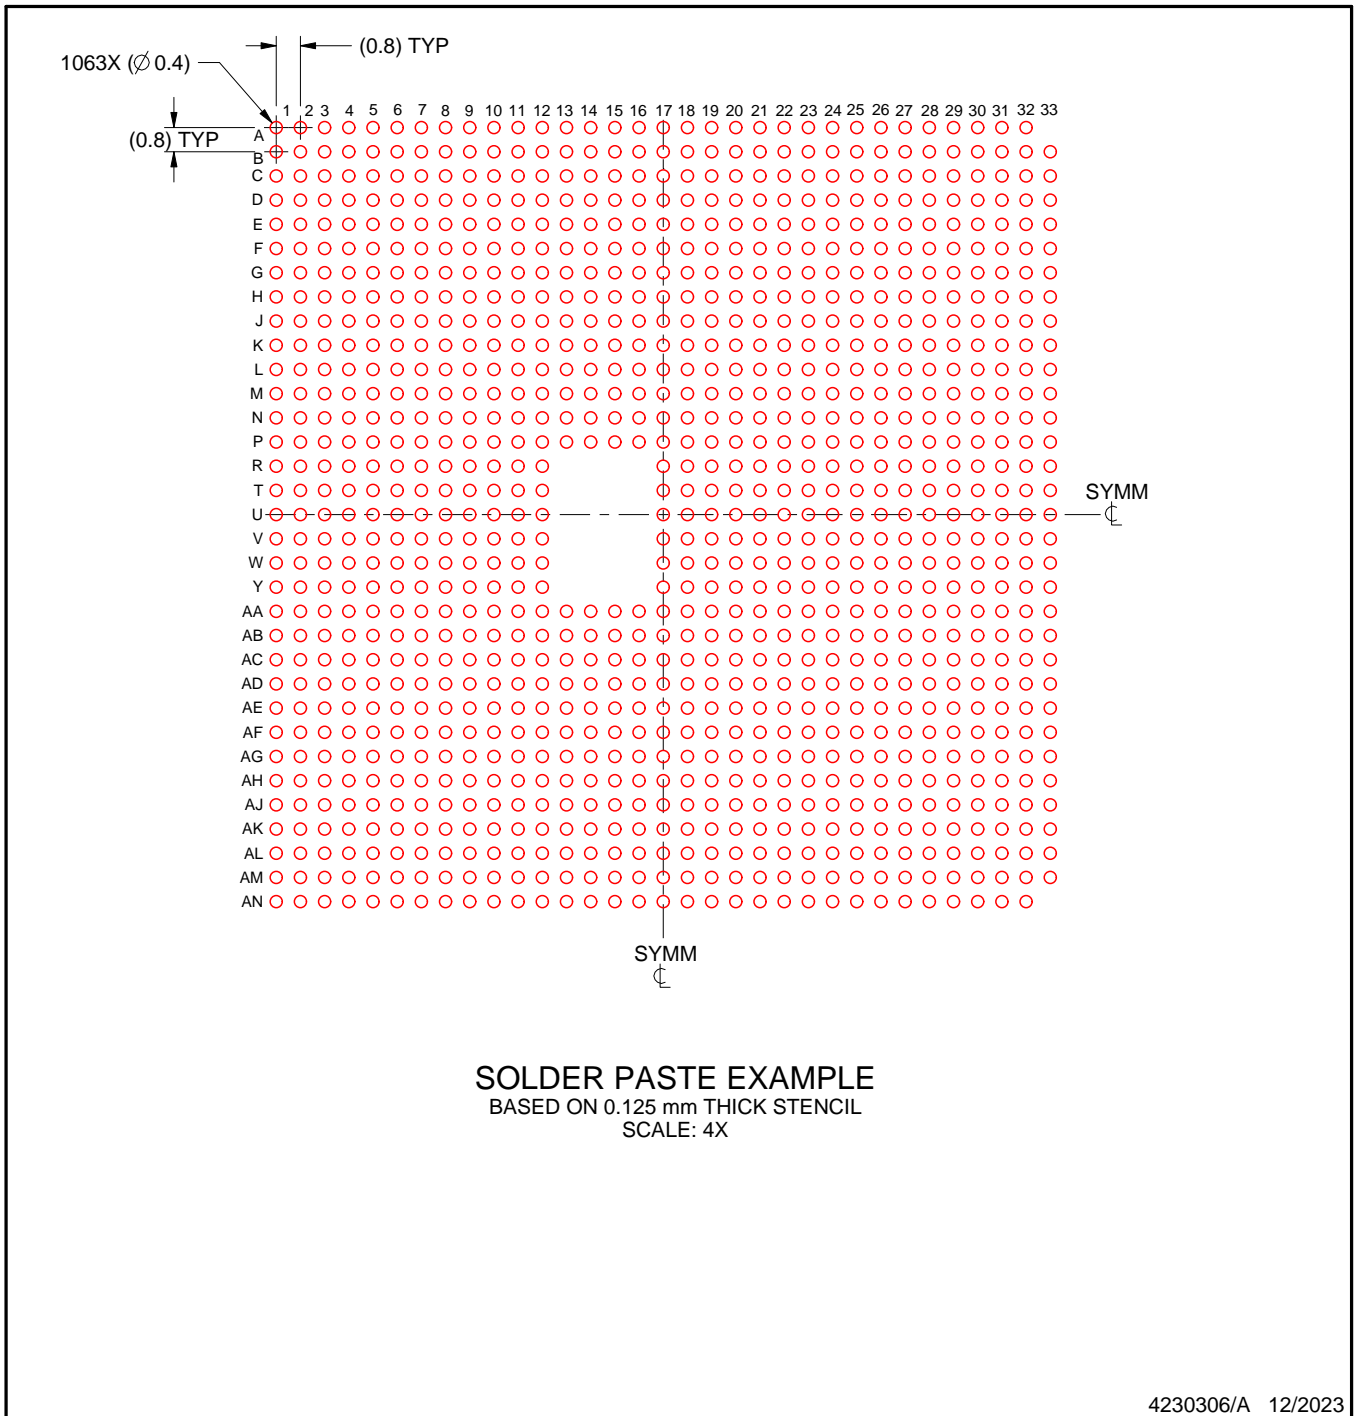 (0.8) TYP
1063X (∅ 0.4)
1 2 3 4 5 6 7 8 9 10 11 12 13 14 15 16 17 18 19 20 21 22 23 24 25 26 27 28 29 30 31 32 33
(0.8) TYP
A
B
C
D
E
F
G
H
J
K
L
M
N
P
R
T
U
V
W
Y
AA
AB
AC
AD
AE
AF
AG
AH
AJ
AK
AL
AM
AN
SYMM
℄
SYMM
℄
SOLDER PASTE EXAMPLE
BASED ON 0.125 mm THICK STENCIL
SCALE: 4X
4230306/A 12/2023